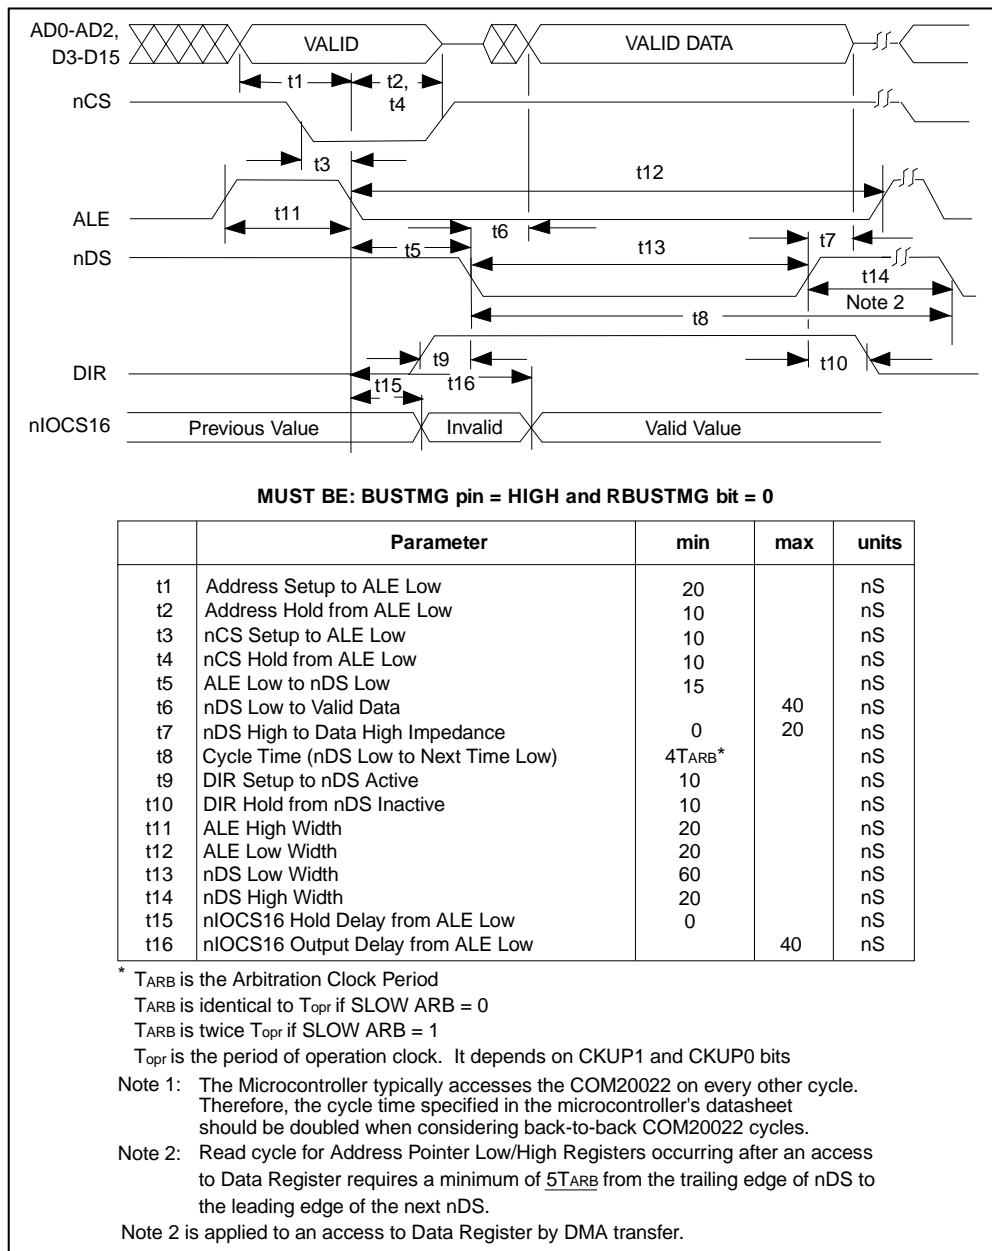 AD0-AD2,
D3-D15
VALID
VALID DATA
t1
t2,
t4
nCS
t3
t12
ALE
t11
t6
t7
nDS
t5
t13
t14
Note 2
t8
t9
t10
DIR
t15
t16
nIOCS16
Previous Value
Invalid
Valid Value
MUST BE: BUSTMG pin = HIGH and RBUSTMG bit = 0
Parameter min max units
t1 Address Setup to ALE Low 20 nS
t2 Address Hold from ALE Low 10 nS
t3 nCS Setup to ALE Low 10 nS
t4 nCS Hold from ALE Low 10 nS
t5 ALE Low to nDS Low 15 nS
t6 nDS Low to Valid Data 40 nS
t7 nDS High to Data High Impedance 0 20 nS
t8 Cycle Time (nDS Low to Next Time Low) 4TARB* nS
t9 DIR Setup to nDS Active 10 nS
t10 DIR Hold from nDS Inactive 10 nS
t11 ALE High Width 20 nS
t12 ALE Low Width 20 nS
t13 nDS Low Width 60 nS
t14 nDS High Width 20 nS
t15 nIOCS16 Hold Delay from ALE Low 0 nS
t16 nIOCS16 Output Delay from ALE Low 40 nS
* TARB is the Arbitration Clock Period
TARB is identical to Topr if SLOW ARB = 0
TARB is twice Topr if SLOW ARB = 1
Topr is the period of operation clock. It depends on CKUP1 and CKUP0 bits
Note 1: The Microcontroller typically accesses the COM20022 on every other cycle.
Therefore, the cycle time specified in the microcontroller's datasheet
should be doubled when considering back-to-back COM20022 cycles.
Note 2: Read cycle for Address Pointer Low/High Registers occurring after an access
to Data Register requires a minimum of 5TARB from the trailing edge of nDS to
the leading edge of the next nDS.
Note 2 is applied to an access to Data Register by DMA transfer.